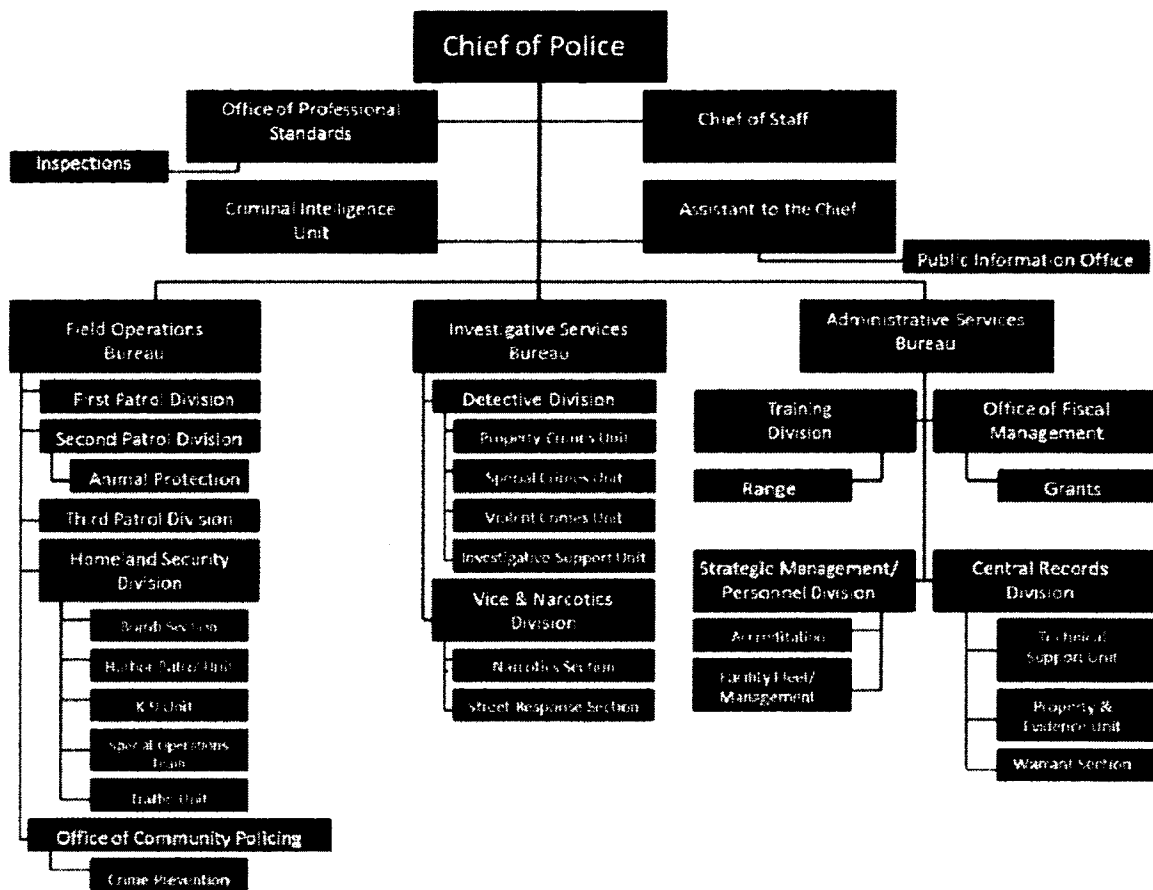 Chief of Police
Office of Professional
Standards
Chief of Staff
Inspections
Criminal Intelligence
Unit
Assistant to the Chief
Public Information Office
Field Operations
Bureau
First Patrol Division
Second Patrol Division
Animal Protection
Third Patrol Division
Homeland Security
Division
Bomb Section
Harbor Patrol Unit
K-9 Unit
Special Operations
Team
Traffic Unit
Office of Community Policing
Crime Prevention
Investigative Services
Bureau
Detective Division
Property Crimes Unit
Special Crimes Unit
Violent Crimes Unit
Investigative Support Unit
Vice & Narcotics
Division
Narcotics Section
Street Response Section
Administrative Services
Bureau
Training
Division
Range
Office of Fiscal
Management
Grants
Strategic Management/
Personnel Division
Accreditation
Facility Fleet/
Management
Central Records
Division
Technical
Support Unit
Property &
Evidence Unit
Warrant Section